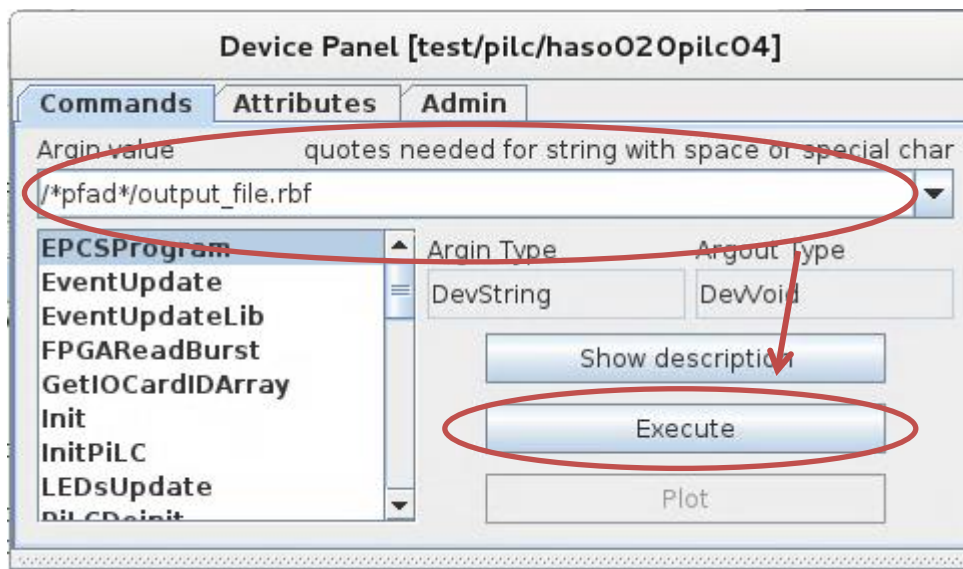 Device Panel [test/pilc/haso020pilc04]
Commands Attributes Admin
Argin value quotes needed for string with space or special char
/*pfad*/output_file.rbf
EPCSProgram
EventUpdate
EventUpdateLib
FPGAReadBurst
GetIOCardIDArray
Init
InitPiLC
LEDsUpdate
PiLCDeinit
Argin Type Argout Type
DevString DevVoid
Show description
Execute
Plot